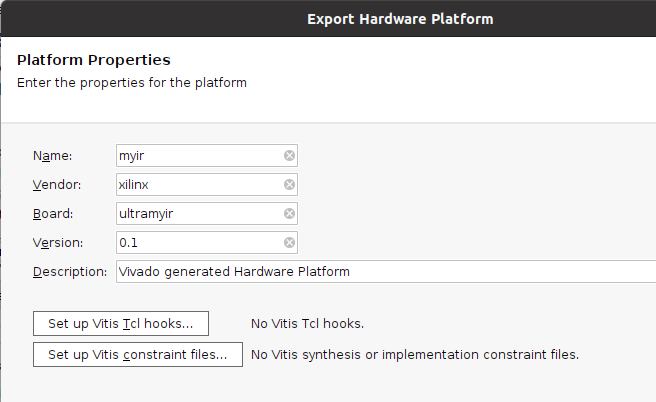 Export Hardware Platform
Platform Properties
Enter the properties for the platform
Name: myir
Vendor: xilinx
Board: ultramyir
Version: 0.1
Description: Vivado generated Hardware Platform
Set up Vitis Tcl hooks... No Vitis Tcl hooks.
Set up Vitis constraint files... No Vitis synthesis or implementation constraint files.